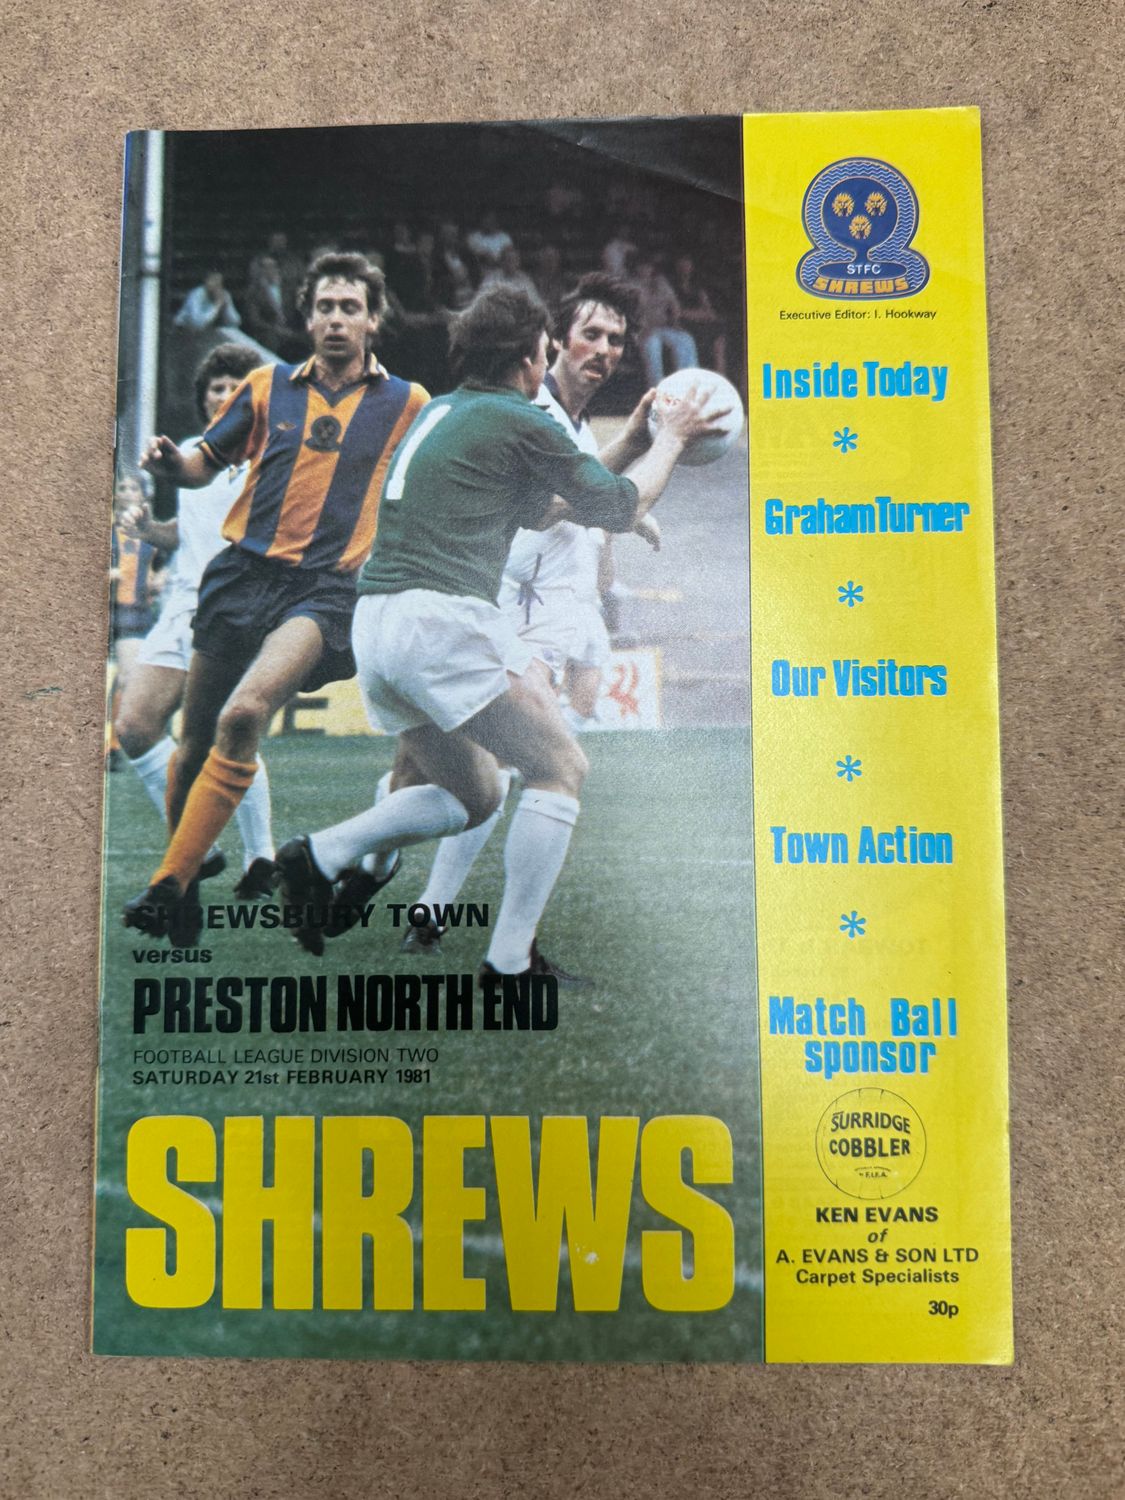 STFC
SHREWS
Executive Editor: I. Hookway
Inside Today
*
Graham Turner
*
Our Visitors
*
Town Action
*
Match Ball
sponsor
SURRIDGE
COBBLER
by F.I.F.A.
KEN EVANS
of
A. EVANS & SON LTD
Carpet Specialists
30p
1
SHREWSBURY TOWN
versus
PRESTON NORTH END
FOOTBALL LEAGUE DIVISION TWO
SATURDAY 21st FEBRUARY 1981
SHREWS